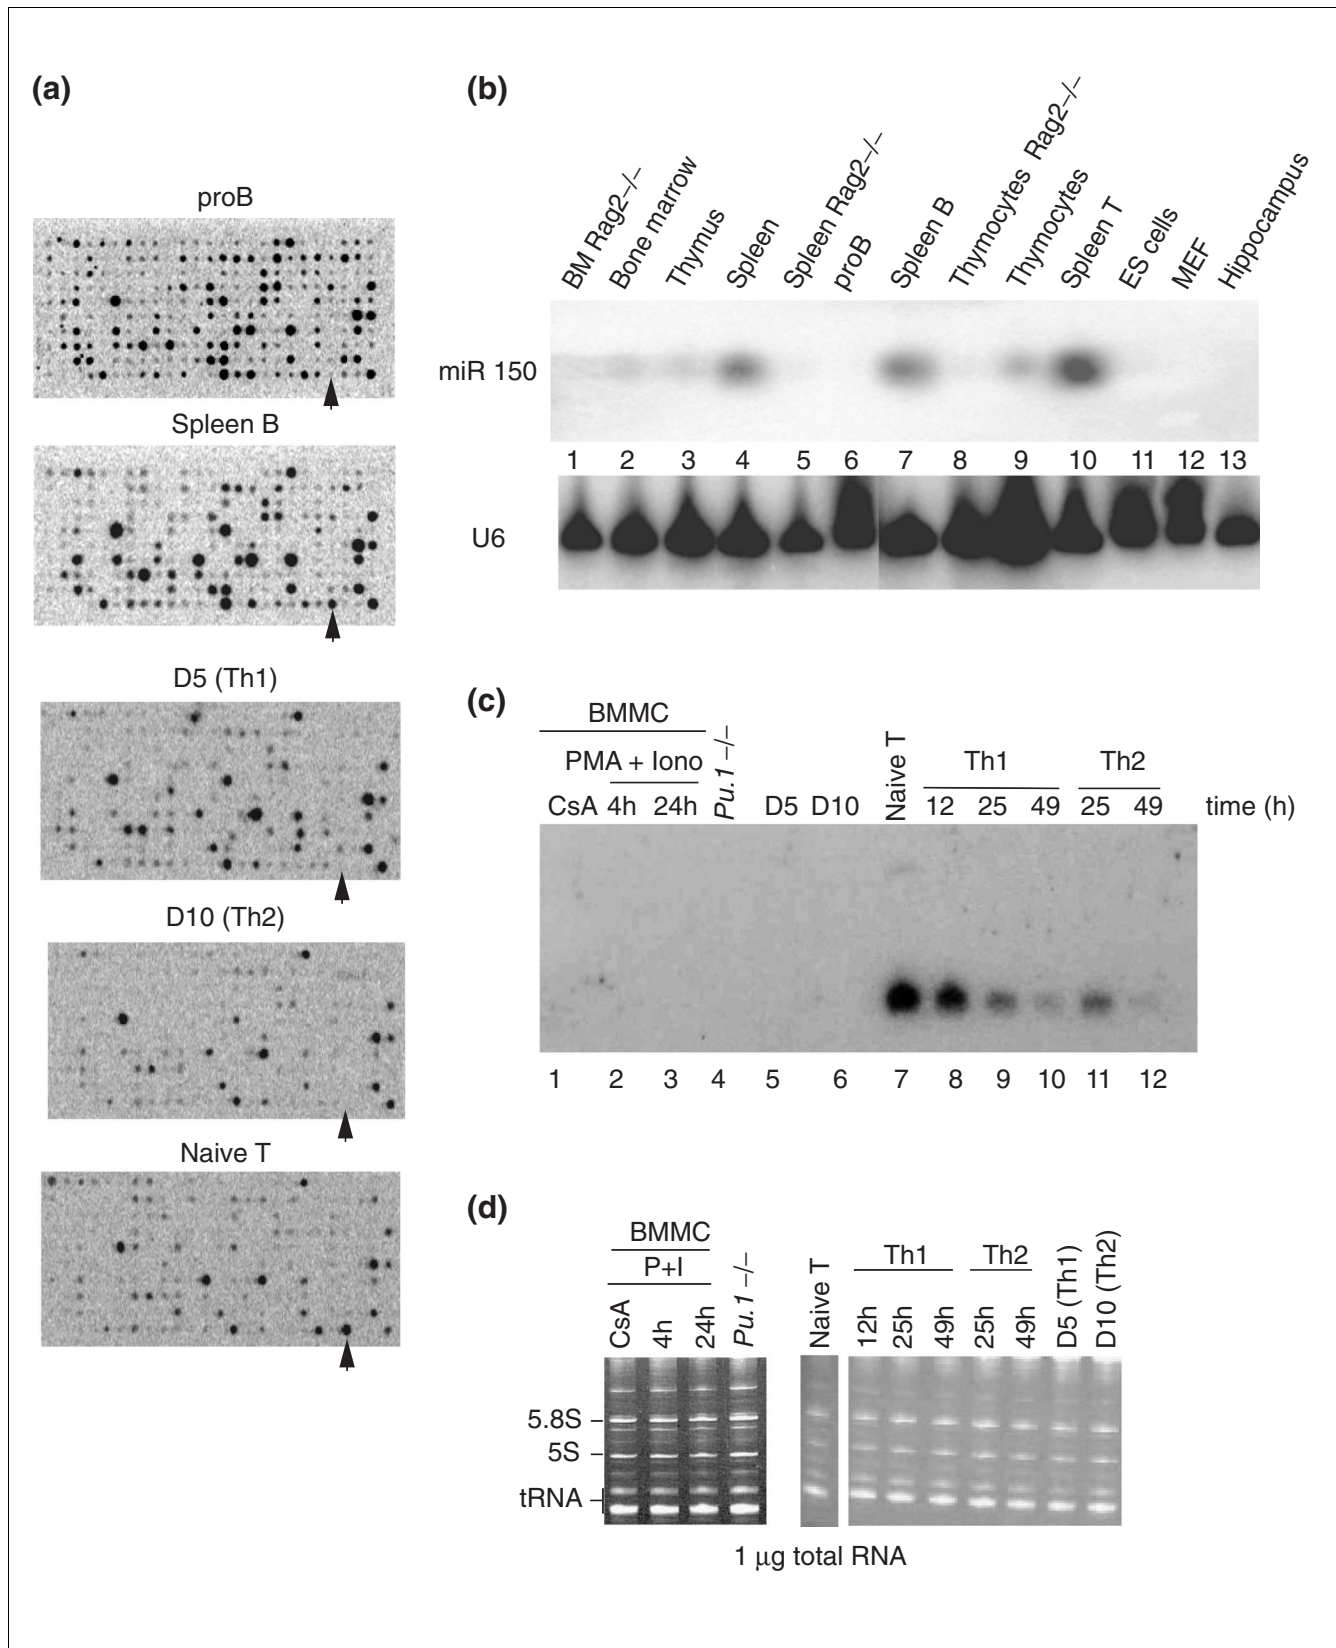 (a)
proB
Spleen B
D5 (Th1)
D10 (Th2)
Naive T
(b)
BM Rag2–/–
Bone marrow
Thymus
Spleen
Spleen Rag2–/–
proB
Spleen B
Thymocytes Rag2–/–
Thymocytes
Spleen T
ES cells
MEF
Hippocampus
miR 150
1 2 3 4 5 6 7 8 9 10 11 12 13
U6
(c)
BMMC
PMA + Iono
CsA 4h 24h
Pu.1 –/–
D5 D10
Naive T
Th1
12 25 49
Th2
25 49
time (h)
1 2 3 4 5 6 7 8 9 10 11 12
(d)
BMMC
P+I
CsA
4h
24h
Pu.1 –/–
Naive T
Th1
12h
25h
49h
Th2
25h
49h
D5 (Th1)
D10 (Th2)
5.8S
5S
tRNA
1 μg total RNA